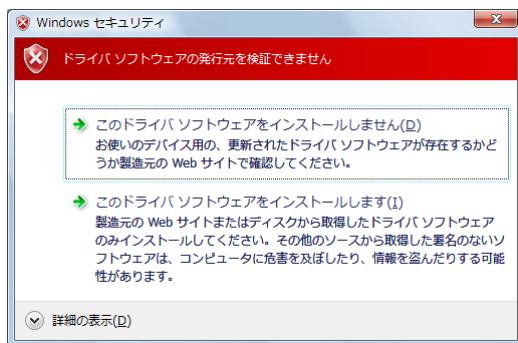 Windows セキュリティ
ドライバ ソフトウェアの発行元を検証できません
このドライバ ソフトウェアをインストールしません(D)
お使いのデバイス用の、更新されたドライバ ソフトウェアが存在するかど
うか製造元の Web サイトで確認してください。
このドライバ ソフトウェアをインストールします(I)
製造元の Web サイトまたはディスクから取得したドライバ ソフトウェア
のみインストールしてください。その他のソースから取得した署名のないソ
フトウェアは、コンピュータに危害を及ぼしたり、情報を盗んだりする可能
性があります。
詳細の表示(D)